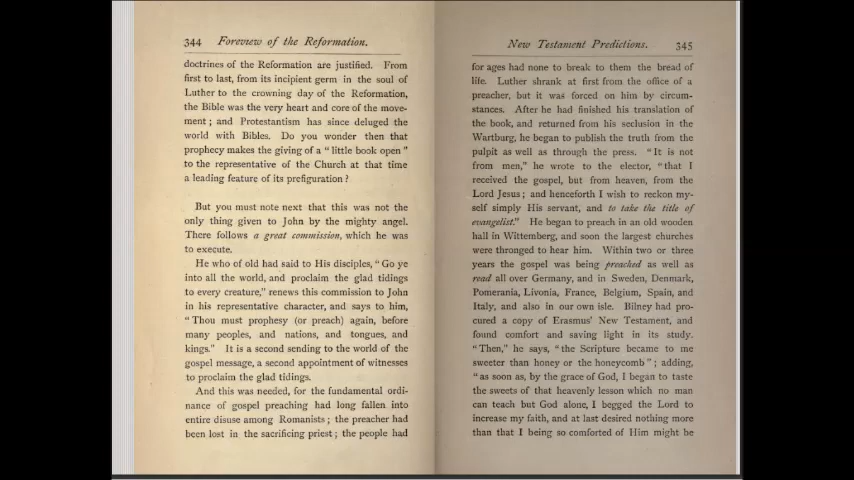 344 Foreview of the Reformation.
doctrines of the Reformation are justified. From
first to last, from its incipient germ in the soul of
Luther to the crowning day of the Reformation,
the Bible was the very heart and core of the move-
ment ; and Protestantism has since deluged the
world with Bibles. Do you wonder then that
prophecy makes the giving of a " little book open "
to the representative of the Church at that time
a leading feature of its prefiguration ?
But you must note next that this was not the
only thing given to John by the mighty angel.
There follows a great commission, which he was
to execute.
He who of old had said to His disciples, " Go ye
into all the world, and proclaim the glad tidings
to every creature," renews this commission to John
in his representative character, and says to him,
" Thou must prophesy (or preach) again, before
many peoples, and nations, and tongues, and
kings." It is a second sending to the world of the
gospel message, a second appointment of witnesses
to proclaim the glad tidings.
And this was needed, for the fundamental ordi-
nance of gospel preaching had long fallen into
entire disuse among Romanists ; the preacher had
been lost in the sacrificing priest ; the people had
New Testament Predictions. 345
for ages had none to break to them the bread of
life. Luther shrank at first from the office of a
preacher, but it was forced on him by circum-
stances. After he had finished his translation of
the book, and returned from his seclusion in the
Wartburg, he began to publish the truth from the
pulpit as well as through the press. " It is not
from men," he wrote to the elector, " that I
received the gospel, but from heaven, from the
Lord Jesus ; and henceforth I wish to reckon my-
self simply His servant, and to take the title of
evangelist." He began to preach in an old wooden
hall in Wittemberg, and soon the largest churches
were thronged to hear him. Within two or three
years the gospel was being preached as well as
read all over Germany, and in Sweden, Denmark,
Pomerania, Livonia, France, Belgium, Spain, and
Italy, and also in our own isle. Bilney had pro-
cured a copy of Erasmus' New Testament, and
found comfort and saving light in its study.
" Then," he says, " the Scripture became to me
sweeter than honey or the honeycomb " ; adding,
" as soon as, by the grace of God, I began to taste
the sweets of that heavenly lesson which no man
can teach but God alone, I begged the Lord to
increase my faith, and at last desired nothing more
than that I being so comforted of Him might be